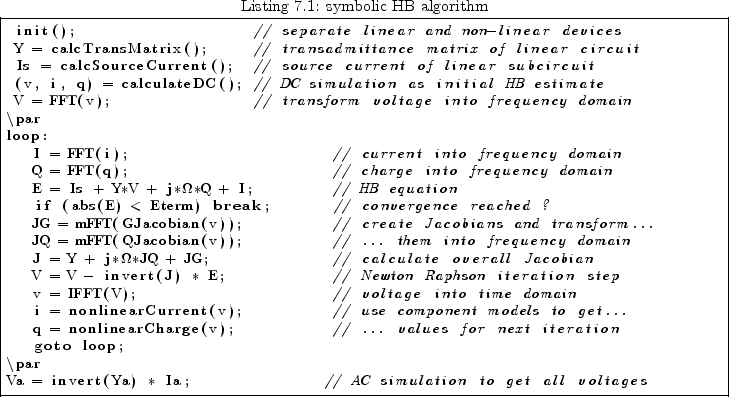 Listing 7.1: symbolic HB algorithm
init(); // separate linear and non-linear devices
Y = calcTransMatrix(); // transadmittance matrix of linear circuit
Is = calcSourceCurrent(); // source current of linear subcircuit
(v, i, q) = calculateDC(); // DC simulation as initial HB estimate
V = FFT(v); // transform voltage into frequency domain
\par
loop:
I = FFT(i); // current into frequency domain
Q = FFT(q); // charge into frequency domain
E = Is + Y*V + j*Ω*Q + I; // HB equation
if (abs(E) < Eterm) break; // convergence reached ?
JG = mFFT(GJacobian(v)); // create Jacobians and transform...
JQ = mFFT(QJacobian(v)); // ... them into frequency domain
J = Y + j*Ω*JQ + JG; // calculate overall Jacobian
V = V − invert(J) * E; // Newton Raphson iteration step
v = IFFT(V); // voltage into time domain
i = nonlinearCurrent(v); // use component models to get...
q = nonlinearCharge(v); // ... values for next iteration
goto loop;
\par
Va = invert(Ya) * Ia; // AC simulation to get all voltages